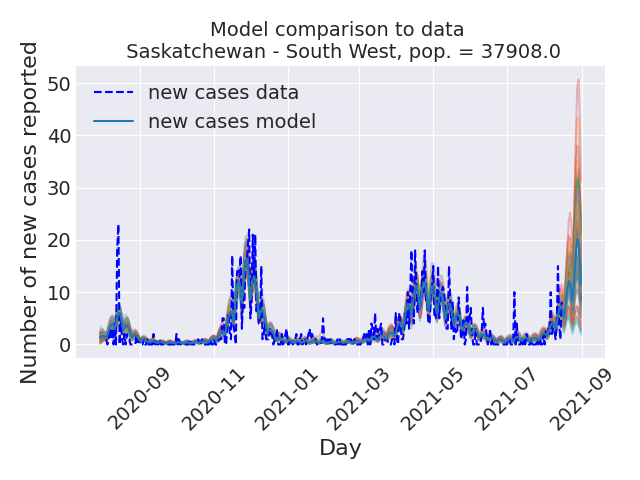 Model comparison to data
Saskatchewan - South West, pop. = 37908.0
Number of new cases reported
50
40
30
20
10
0
new cases data
new cases model
2020-09
2020-11
2021-01
2021-03
2021-05
2021-07
2021-09
Day